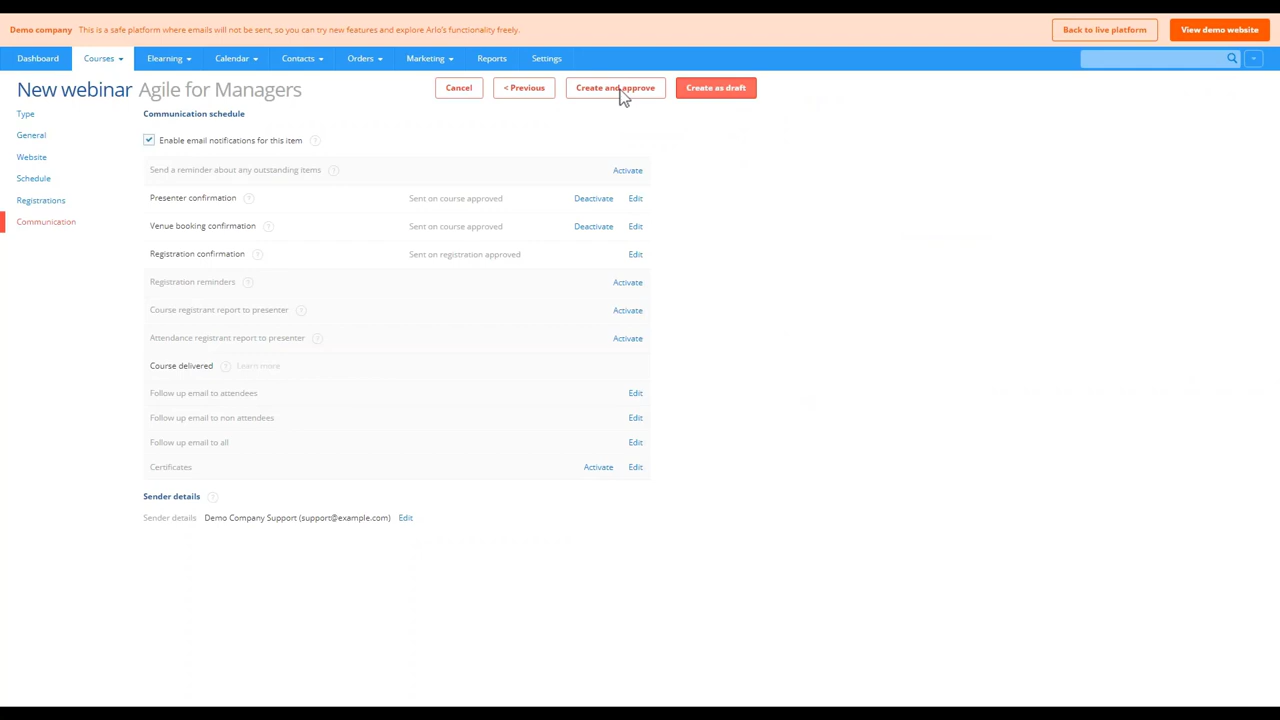 Demo company This is a safe platform where emails will not be sent, so you can try new features and explore Arlo's functionality freely. Back to live platform View demo website
Dashboard Courses Elearning Calendar Contacts Orders Marketing Reports Settings
New webinar Agile for Managers Cancel < Previous Create and approve Create as draft
Type
General
Website
Schedule
Registrations
Communication
Communication schedule
Enable email notifications for this item ?
Send a reminder about any outstanding items ? Activate
Presenter confirmation ? Sent on course approved Deactivate Edit
Venue booking confirmation ? Sent on course approved Deactivate Edit
Registration confirmation ? Sent on registration approved Edit
Registration reminders ? Activate
Course registrant report to presenter ? Activate
Attendance registrant report to presenter ? Activate
Course delivered ? Learn more
Follow up email to attendees Edit
Follow up email to non attendees Edit
Follow up email to all Edit
Certificates Activate Edit
Sender details ?
Sender details Demo Company Support (support@example.com) Edit